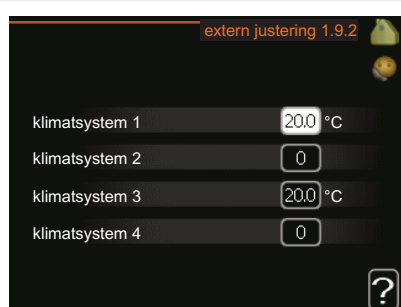 extern justering 1.9.2
klimatsystem 1 20.0 °C
klimatsystem 2 0
klimatsystem 3 20.0 °C
klimatsystem 4 0
?